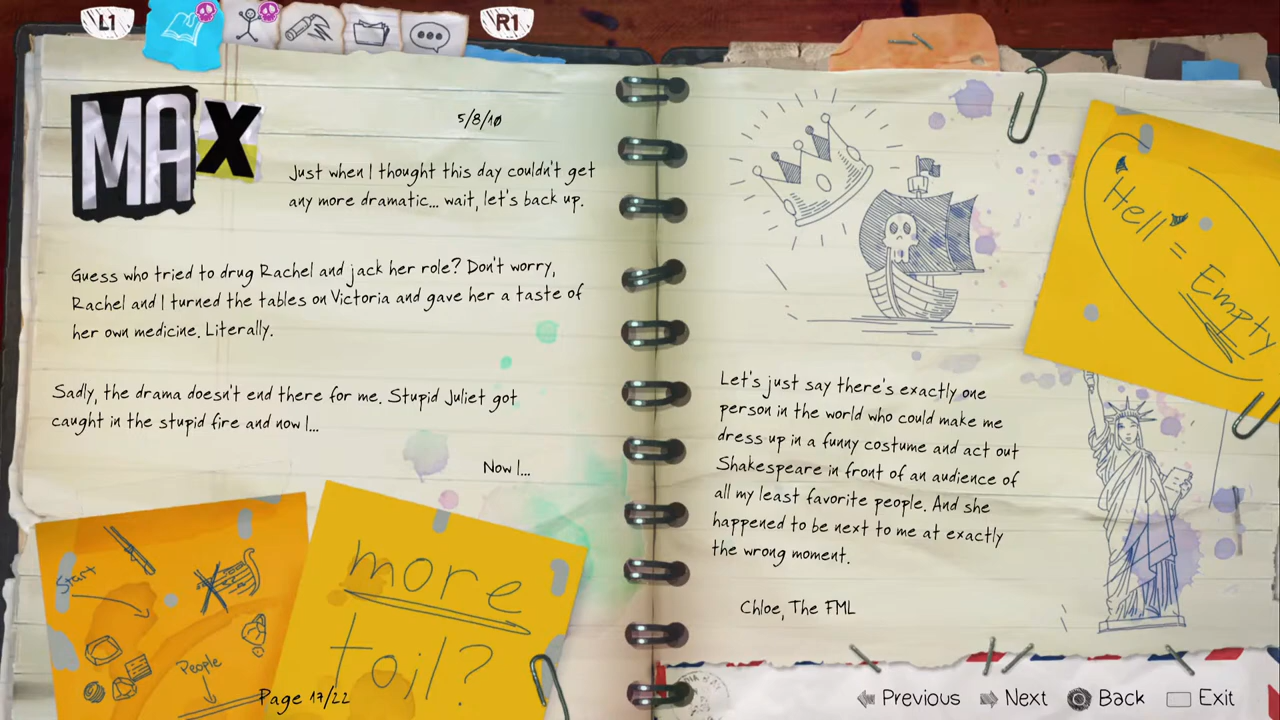 L1
R1
MAX
5/8/10
Just when I thought this day couldn't get
any more dramatic... wait, let's back up.
Guess who tried to drug Rachel and jack her role? Don't worry,
Rachel and I turned the tables on Victoria and gave her a taste of
her own medicine. Literally.
Sadly, the drama doesn't end there for me. Stupid Juliet got
caught in the stupid fire and now I...
Now I...
Start
People
more
toil?
Page 17/22
"Hell" = Empty
Let's just say there's exactly one
person in the world who could make me
dress up in a funny costume and act out
Shakespeare in front of an audience of
all my least favorite people. And she
happened to be next to me at exactly
the wrong moment.
Chloe, The FML
Previous Next Back Exit